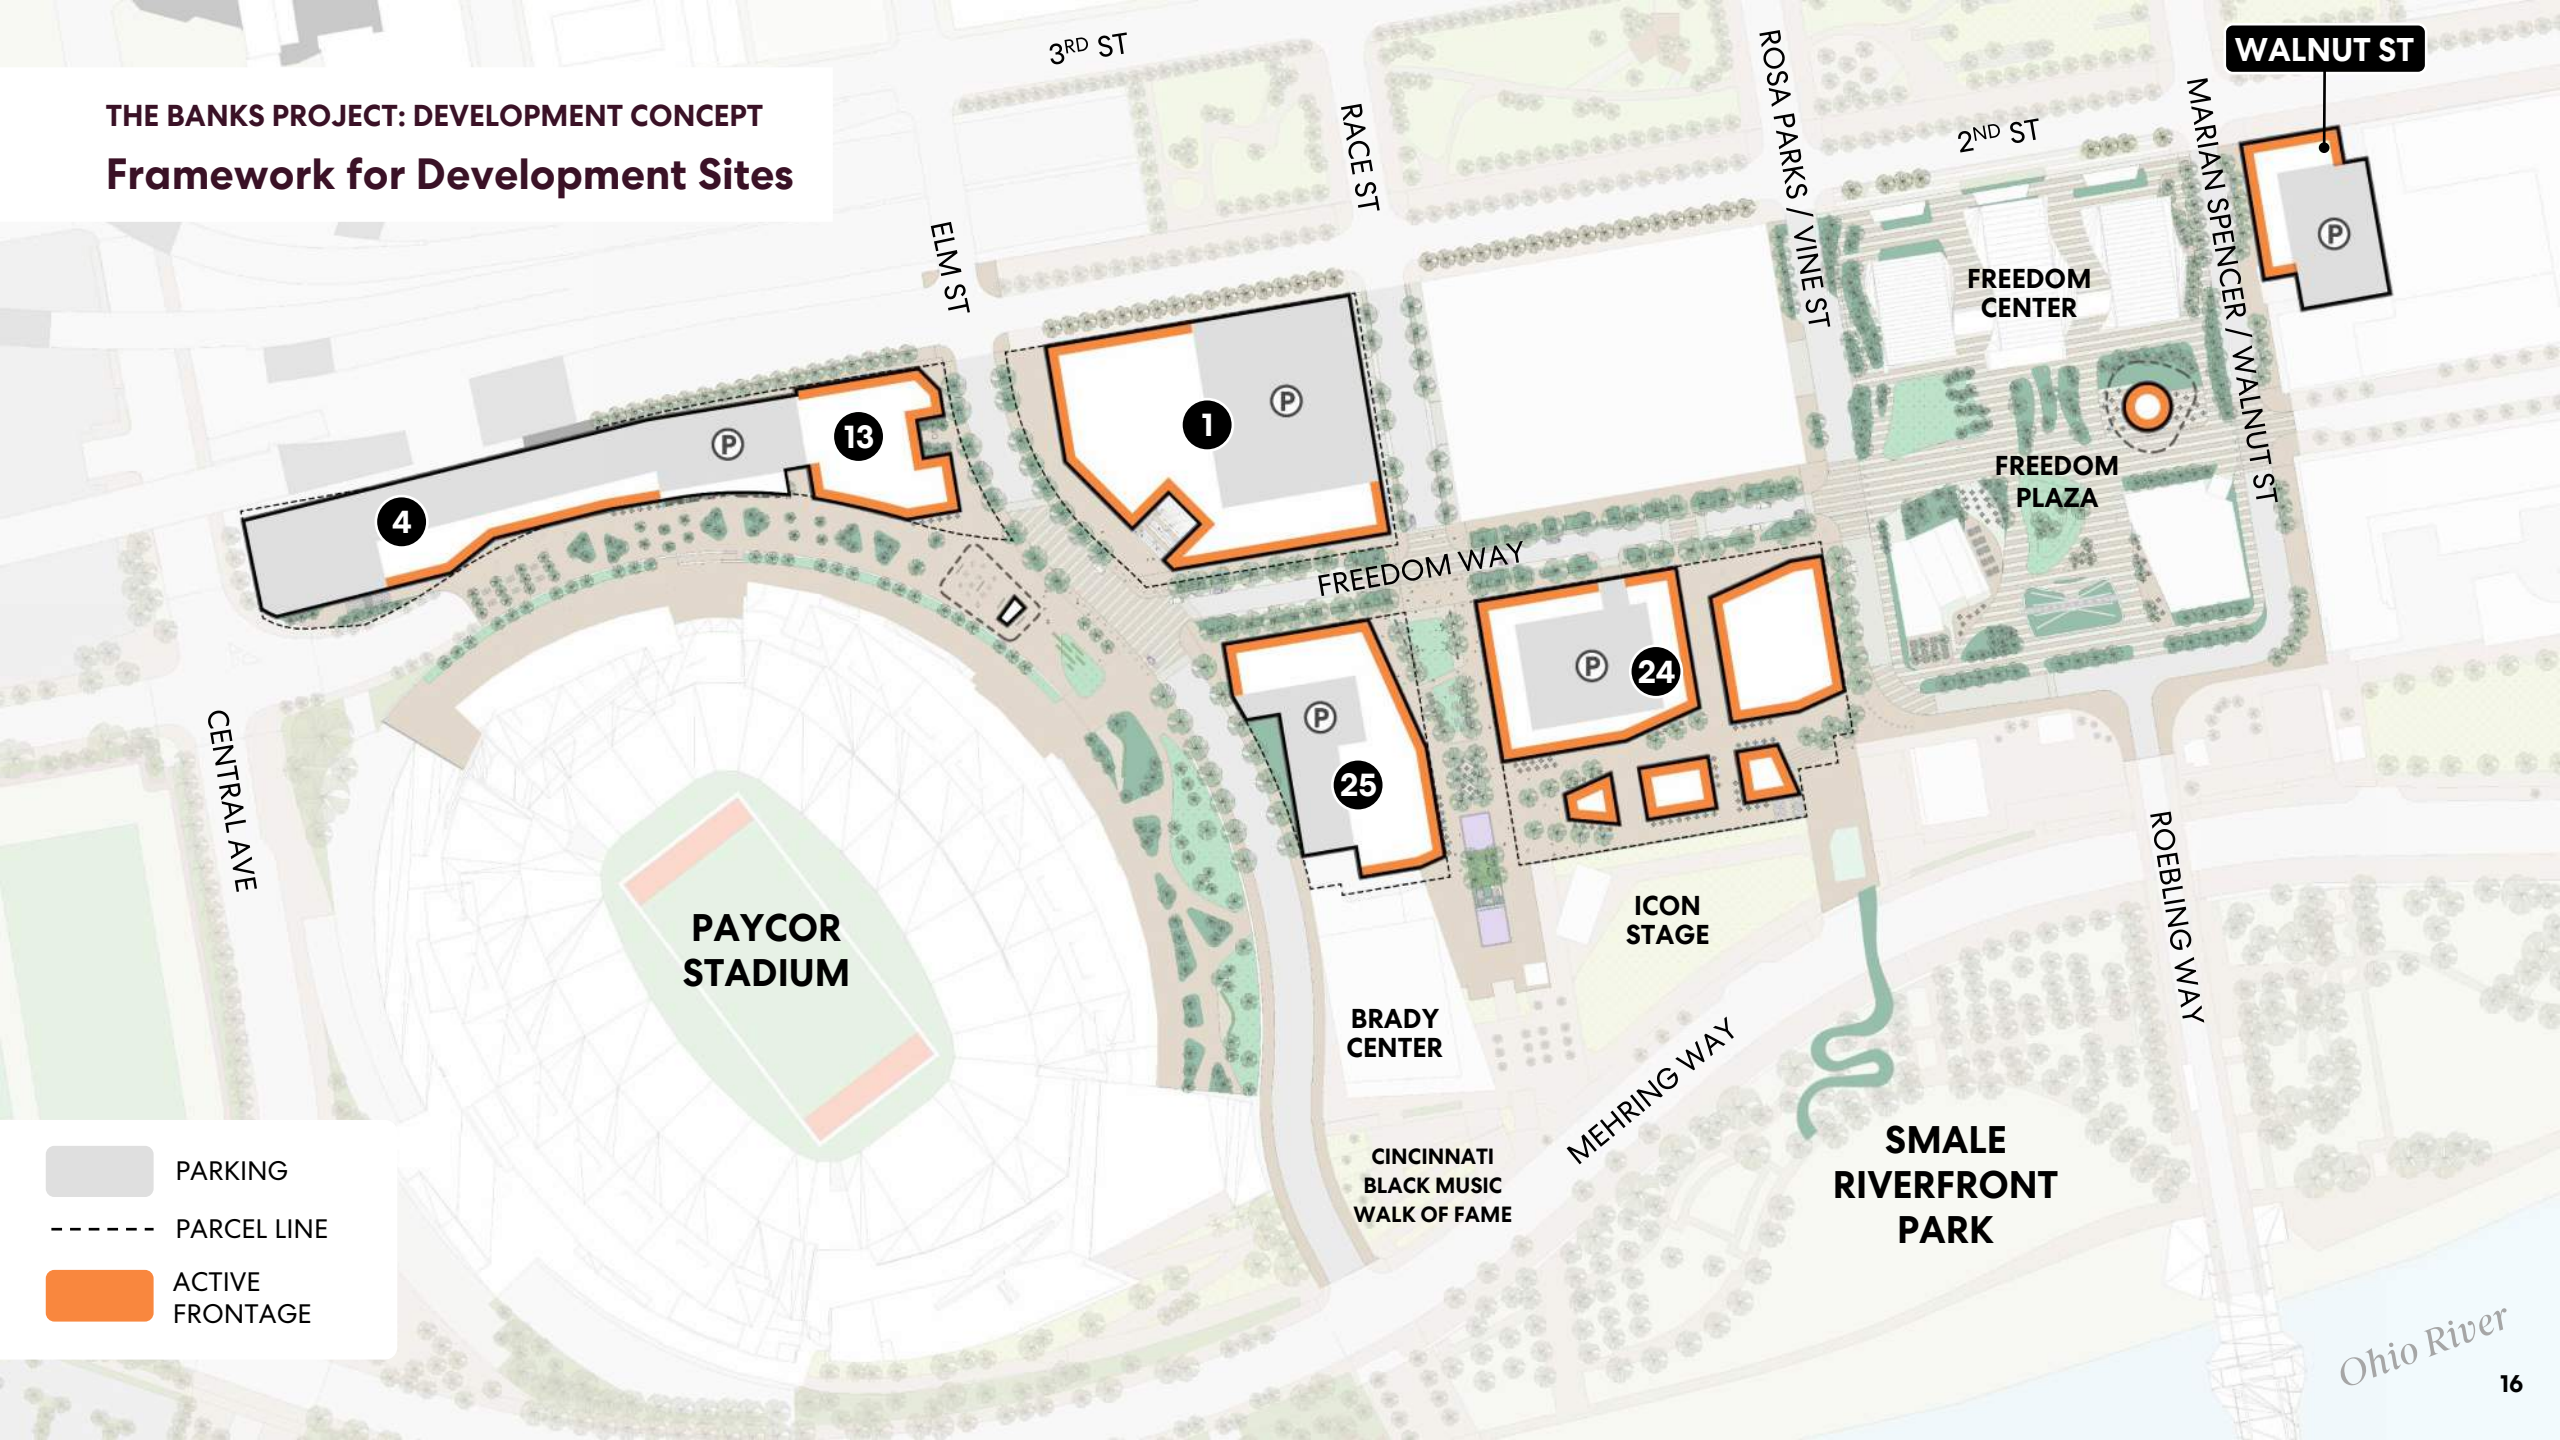 THE BANKS PROJECT: DEVELOPMENT CONCEPT
Framework for Development Sites
3RD ST
WALNUT ST
2ND ST
ROSA PARKS / VINE ST
MARIAN SPENCER / WALNUT ST
RACE ST
ELM ST
P
FREEDOM
CENTER
P
1
13
P
FREEDOM
PLAZA
4
FREEDOM WAY
P
24
P
25
CENTRAL AVE
ROEBLING WAY
PAYCOR
STADIUM
ICON
STAGE
BRADY
CENTER
MEHRING WAY
CINCINNATI
BLACK MUSIC
WALK OF FAME
SMALE
RIVERFRONT
PARK
PARKING
PARCEL LINE
ACTIVE
FRONTAGE
Ohio River
16